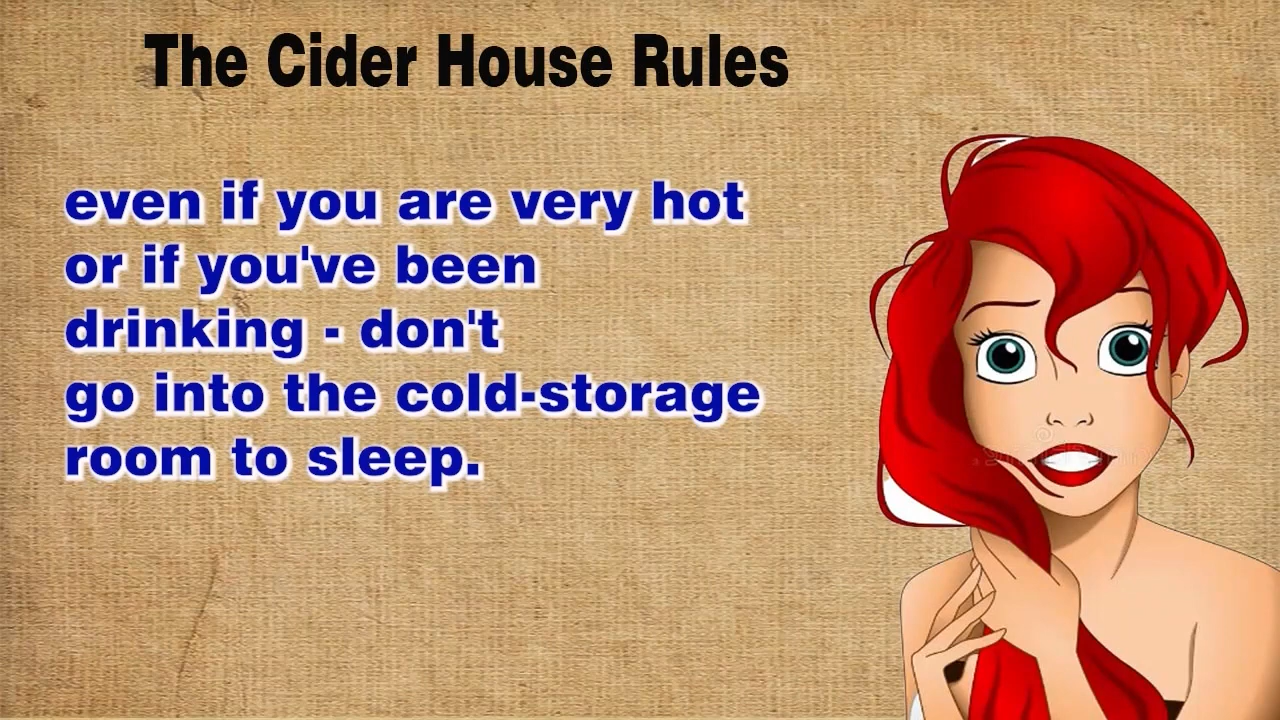 The Cider House Rules
even if you are very hot
or if you've been
drinking - don't
go into the cold-storage
room to sleep.